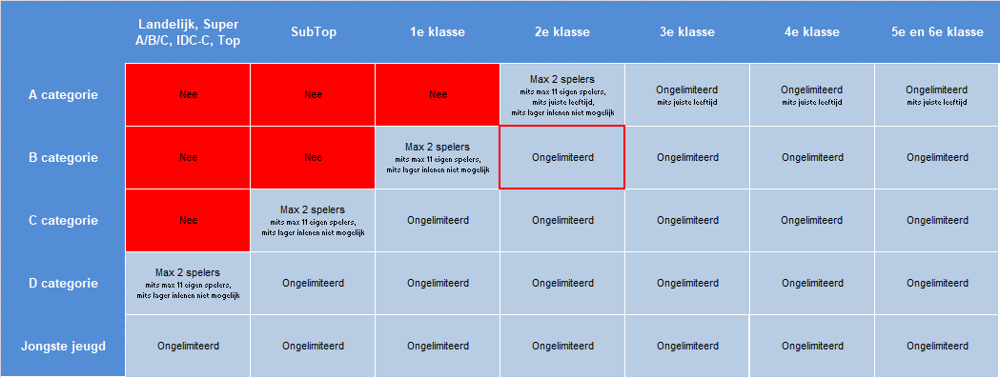 Landelijk, Super
A/B/C, IDC-C, Top
SubTop
1e klasse
2e klasse
3e klasse
4e klasse
5e en 6e klasse
A categorie
Nee
Nee
Nee
Max 2 spelers
mits max 11 eigen spelers,
mits juiste leeftijd,
mits lager inlenen niet mogelijk
Ongelimiteerd
mits juiste leeftijd
Ongelimiteerd
mits juiste leeftijd
Ongelimiteerd
mits juiste leeftijd
B categorie
Nee
Nee
Max 2 spelers
mits max 11 eigen spelers,
mits lager inlenen niet mogelijk
Ongelimiteerd
Ongelimiteerd
Ongelimiteerd
Ongelimiteerd
C categorie
Nee
Max 2 spelers
mits max 11 eigen spelers,
mits lager inlenen niet mogelijk
Ongelimiteerd
Ongelimiteerd
Ongelimiteerd
Ongelimiteerd
Ongelimiteerd
D categorie
Max 2 spelers
mits max 11 eigen spelers,
mits lager inlenen niet mogelijk
Ongelimiteerd
Ongelimiteerd
Ongelimiteerd
Ongelimiteerd
Ongelimiteerd
Ongelimiteerd
Jongste jeugd
Ongelimiteerd
Ongelimiteerd
Ongelimiteerd
Ongelimiteerd
Ongelimiteerd
Ongelimiteerd
Ongelimiteerd